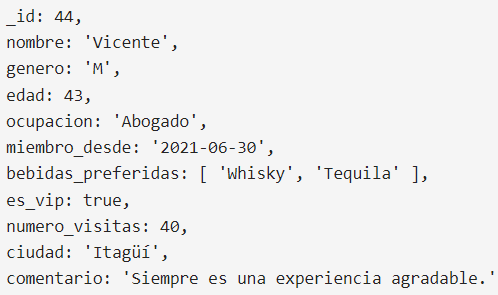 _id: 44,
nombre: 'Vicente',
genero: 'M',
edad: 43,
ocupacion: 'Abogado',
miembro_desde: '2021-06-30',
bebidas_preferidas: [ 'Whisky', 'Tequila' ],
es_vip: true,
numero_visitas: 40,
ciudad: 'Itagüí',
comentario: 'Siempre es una experiencia agradable.'